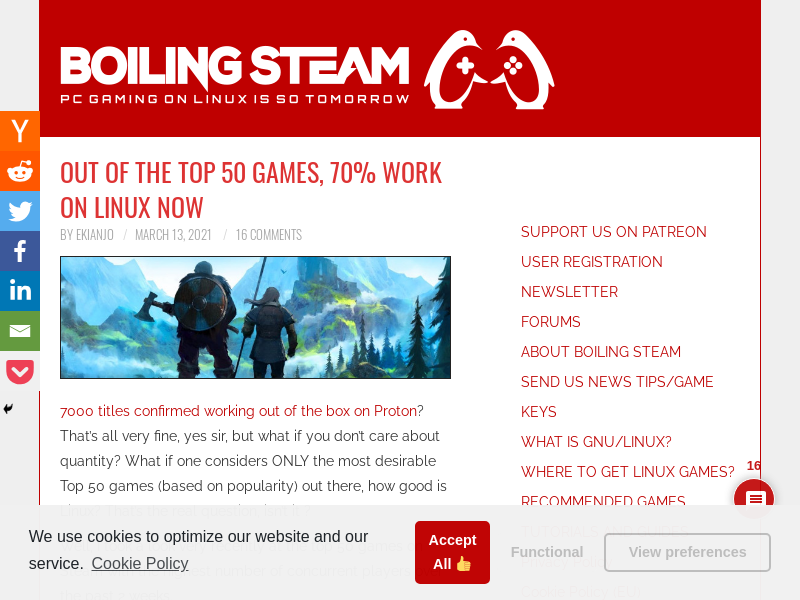 BOILING STEAM
PC GAMING ON LINUX IS SO TOMORROW
OUT OF THE TOP 50 GAMES, 70% WORK
ON LINUX NOW
BY EKIANJO / MARCH 13, 2021 / 16 COMMENTS
7000 titles confirmed working out of the box on Proton?
That's all very fine, yes sir, but what if you don't care about
quantity? What if one considers ONLY the most desirable
Top 50 games (based on popularity) out there, how good is
SUPPORT US ON PATREON
USER REGISTRATION
NEWSLETTER
FORUMS
ABOUT BOILING STEAM
SEND US NEWS TIPS/GAME
KEYS
WHAT IS GNU/LINUX?
WHERE TO GET LINUX GAMES?
RECOMMENDED GAMES
16
We use cookies to optimize our website and our
service. Cookie Policy
Accept
All 👍
Functional
View preferences